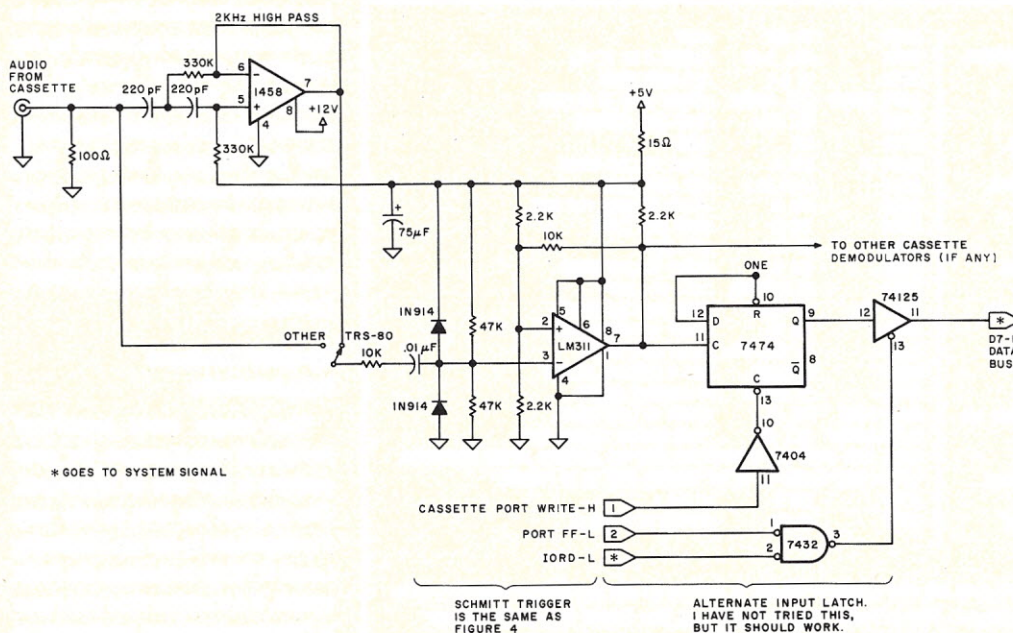 2KHz HIGH PASS
AUDIO
FROM
CASSETTE
220pF
220pF
330K
6
-
5
+
1458
7
8
4
+12V
330K
100Ω
+
75µF
+5V
15Ω
2.2K
2.2K
10K
TO OTHER CASSETTE
DEMODULATORS (IF ANY)
OTHER
TRS-80
10K
.01µF
1N914
1N914
47K
47K
2.2K
2
+
3
-
5
6
LM311
8
7
1
4
ONE
10
R
12
D
Q
9
11
C
7474
Q
8
C
13
10
7404
11
74125
12
11
13
*
D7-
DATA
BUS
* GOES TO SYSTEM SIGNAL
CASSETTE PORT WRITE-H
1
PORT FF-L
2
IORD-L
*
1
2
7432
3
SCHMITT TRIGGER
IS THE SAME AS
FIGURE 4
ALTERNATE INPUT LATCH.
I HAVE NOT TRIED THIS,
BUT IT SHOULD WORK.